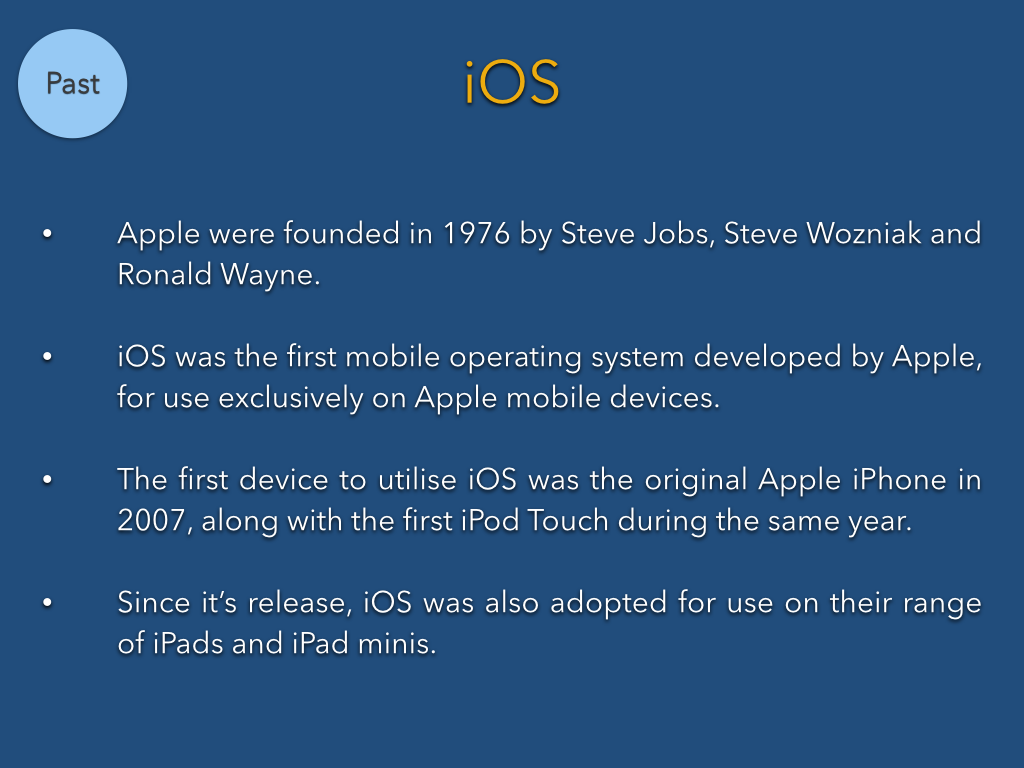 Past
iOS
• Apple were founded in 1976 by Steve Jobs, Steve Wozniak and
Ronald Wayne.
• iOS was the first mobile operating system developed by Apple,
for use exclusively on Apple mobile devices.
• The first device to utilise iOS was the original Apple iPhone in
2007, along with the first iPod Touch during the same year.
• Since it’s release, iOS was also adopted for use on their range
of iPads and iPad minis.